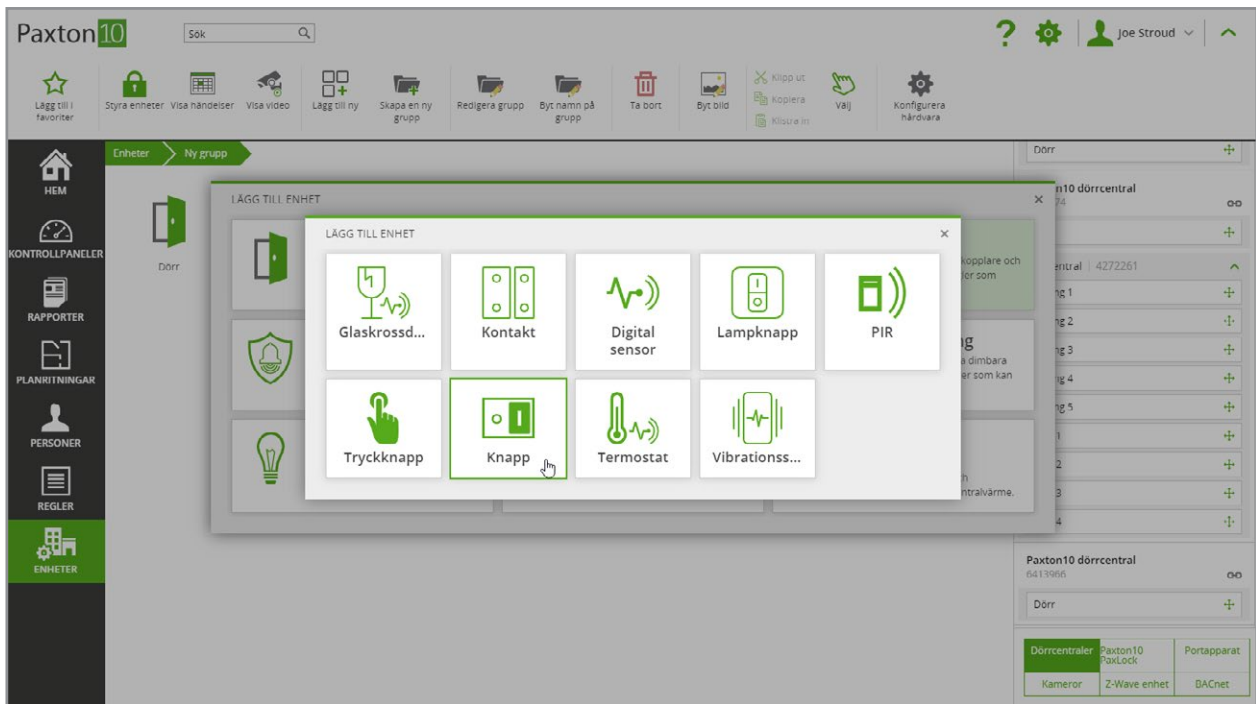 Paxton10
Sök
?
Joe Stroud
Lägg till i
favoriter
Styra enheter
Visa händelser
Visa video
Lägg till ny
Skapa en ny
grupp
Redigera grupp
Byt namn på
grupp
Ta bort
Byt bild
Klipp ut
Kopiera
Klistra in
Välj
Konfigurera
hårdvara
HEM
KONTROLLPANELER
RAPPORTER
PLANRITNINGAR
PERSONER
REGLER
ENHETER
Enheter
Ny grupp
Dörr
LÄGG TILL ENHET
kopplare och
er som
g
a dimbara
er som kan
h
ntralvärme.
LÄGG TILL ENHET
Glaskrossd...
Kontakt
Digital
sensor
Lampknapp
PIR
Tryckknapp
Knapp
Termostat
Vibrationss...
Dörr
n10 dörrcentral
74
entral | 4272261
ng 1
ng 2
ng 3
ng 4
ng 5
1
2
3
4
Paxton10 dörrcentral
6413966
Dörr
Dörrcentraler
Paxton10
PaxLock
Portapparat
Kameror
Z-Wave enhet
BACnet